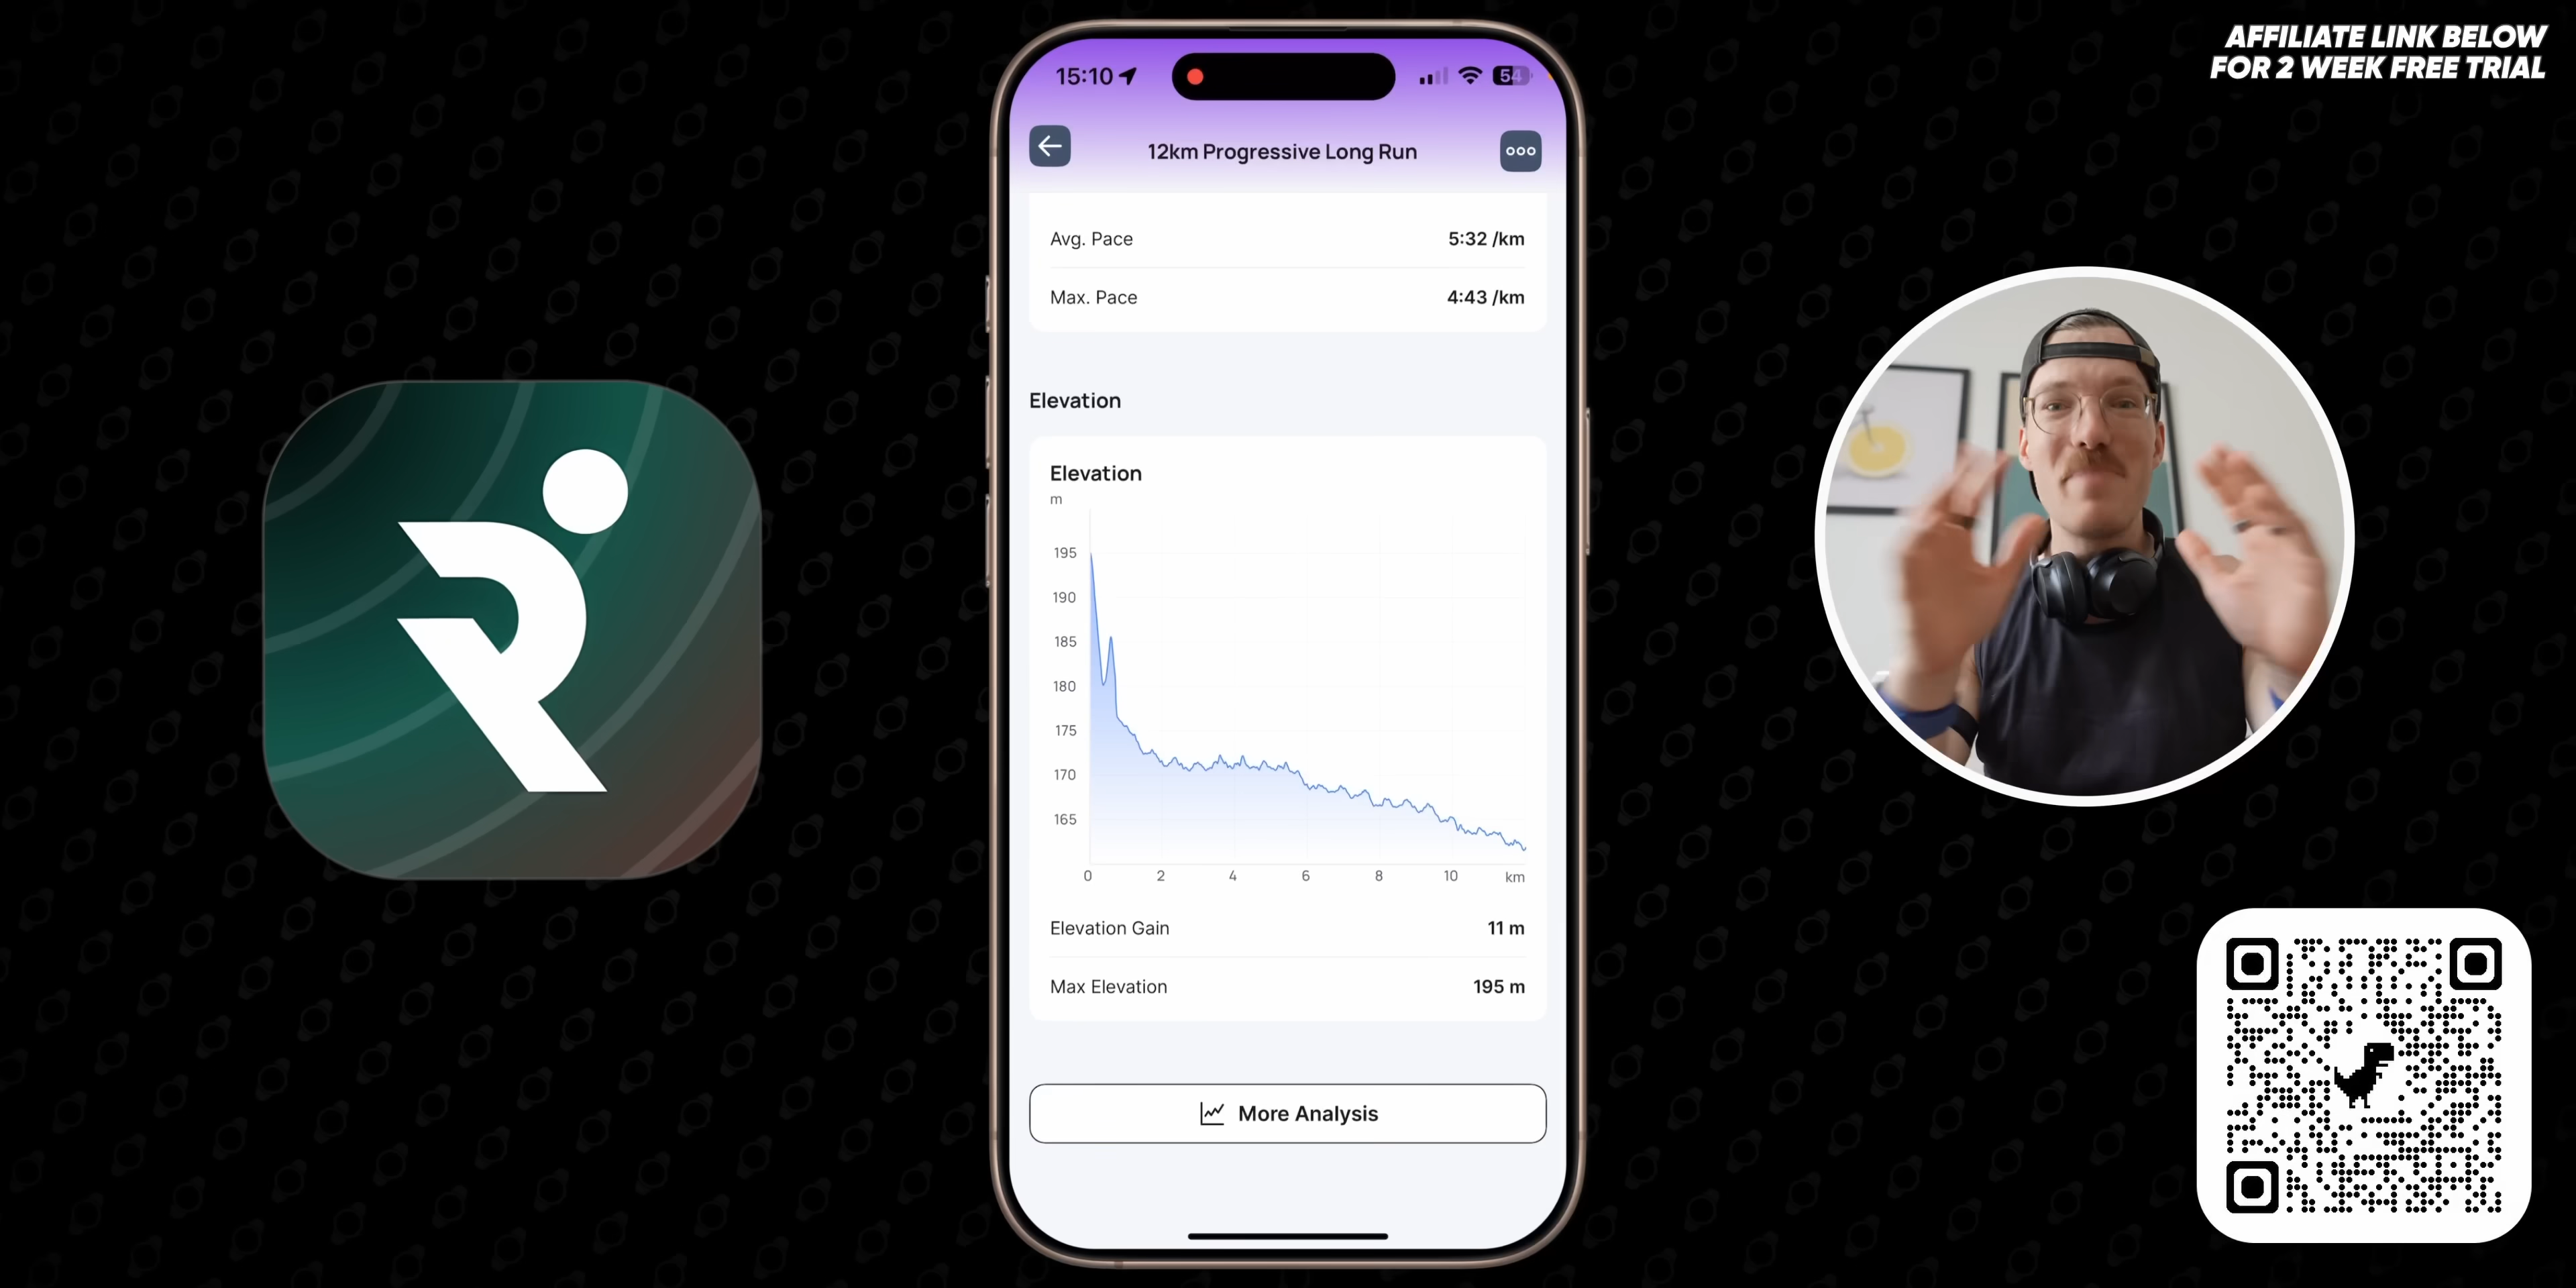 AFFILIATE LINK BELOW
FOR 2 WEEK FREE TRIAL
15:10
54
12km Progressive Long Run
Avg. Pace 5:32 /km
Max. Pace 4:43 /km
Elevation
Elevation
m
195
190
185
180
175
170
165
0 2 4 6 8 10 km
Elevation Gain 11 m
Max Elevation 195 m
More Analysis